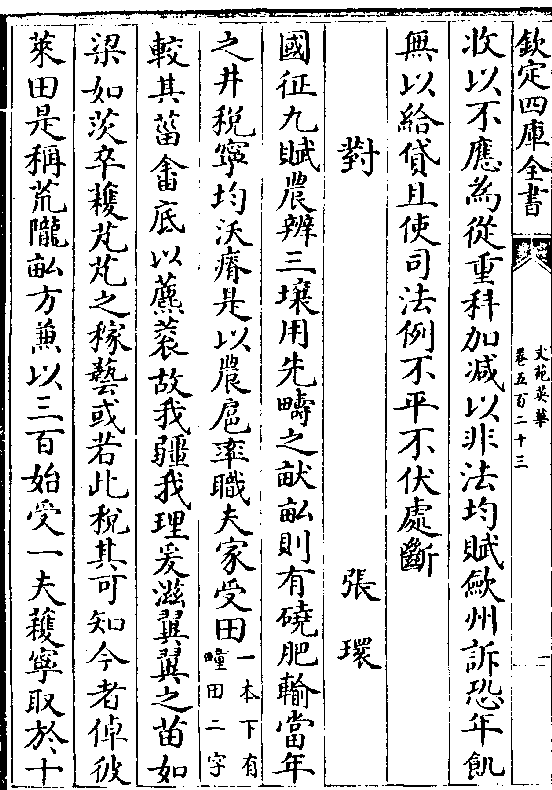 欽定四庫全書
文苑英華
卷五百二十三
收以不應為從重科加減以非法均賦歛州訴恐年飢
無以給貸且使司法例不平不伏處斷
對 張環
國征九賦農辨三壤用先疇之畎畝則有磽肥輸當年
之井税寧均沃瘠是以農扈率職夫家受田一本下有疃田二字
較其菑畬底以藨蓘故我疆我理爰滋翼翼之苗如
梁如茨卒穫芃芃之稼藝或若此税其可知今者倬彼
萊田是稱荒隴畝方兼以三百始受一夫穫寧取於十